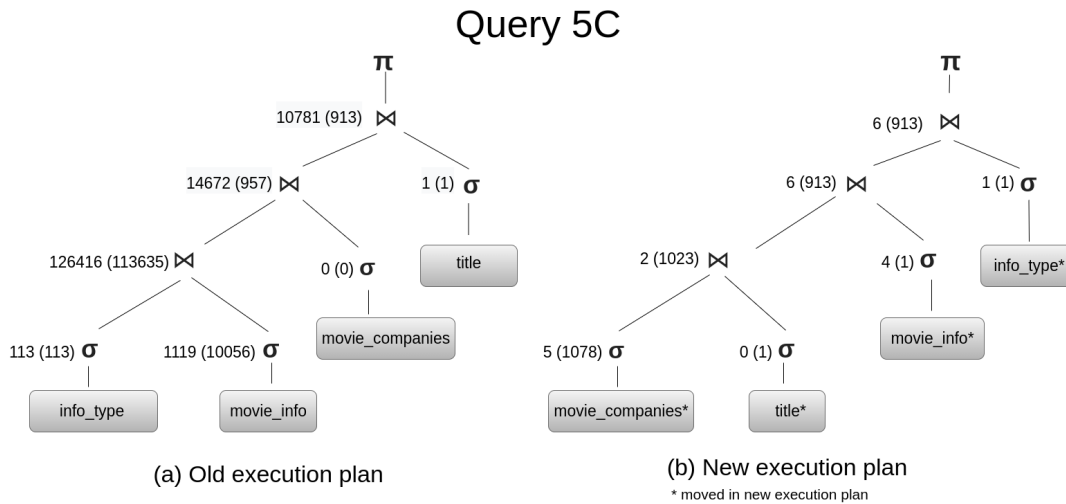 Query 5C
π
10781 (913) ⋈
14672 (957) ⋈
1 (1) σ
title
126416 (113635) ⋈
0 (0) σ
movie_companies
113 (113) σ
1119 (10056) σ
info_type
movie_info
(a) Old execution plan
π
6 (913) ⋈
6 (913) ⋈
1 (1) σ
info_type*
2 (1023) ⋈
4 (1) σ
movie_info*
5 (1078) σ
0 (1) σ
movie_companies*
title*
(b) New execution plan
* moved in new execution plan